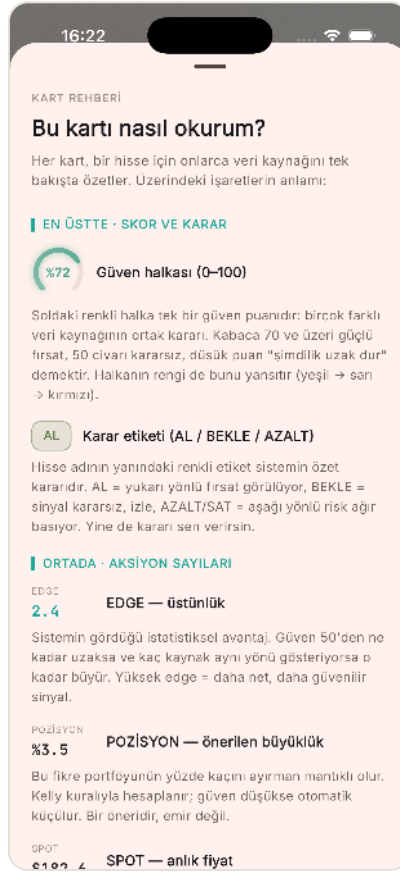 16:22
KART REHBERİ
Bu kartı nasıl okurum?
Her kart, bir hisse için onlarca veri kaynağını tek
bakışta özetler. Üzerindeki işaretlerin anlamı:
EN ÜSTTE · SKOR VE KARAR
%72
Güven halkası (0–100)
Soldaki renkli halka tek bir güven puanıdır: birçok farklı
veri kaynağının ortak kararı. Kabaca 70 ve üzeri güçlü
fırsat, 50 civarı kararsız, düşük puan "şimdilik uzak dur"
demektir. Halkanın rengi de bunu yansıtır (yeşil → sarı
→ kırmızı).
AL
Karar etiketi (AL / BEKLE / AZALT)
Hisse adının yanındaki renkli etiket sistemin özet
kararıdır. AL = yukarı yönlü fırsat görülüyor, BEKLE =
sinyal kararsız, izle, AZALT/SAT = aşağı yönlü risk ağır
basıyor. Yine de kararı sen verirsin.
ORTADA · AKSİYON SAYILARI
EDGE
2.4
EDGE — üstünlük
Sistemin gördüğü istatistiksel avantaj. Güven 50'den ne
kadar uzaksa ve kaç kaynak aynı yönü gösteriyorsa o
kadar büyür. Yüksek edge = daha net, daha güvenilir
sinyal.
POZİSYON
%3.5
POZİSYON — önerilen büyüklük
Bu fikre portföyünün yüzde kaçını ayırman mantıklı olur.
Kelly kuralıyla hesaplanır; güven düşükse otomatik
küçülür. Bir öneridir, emir değil.
SPOT
$182.4
SPOT — anlık fiyat